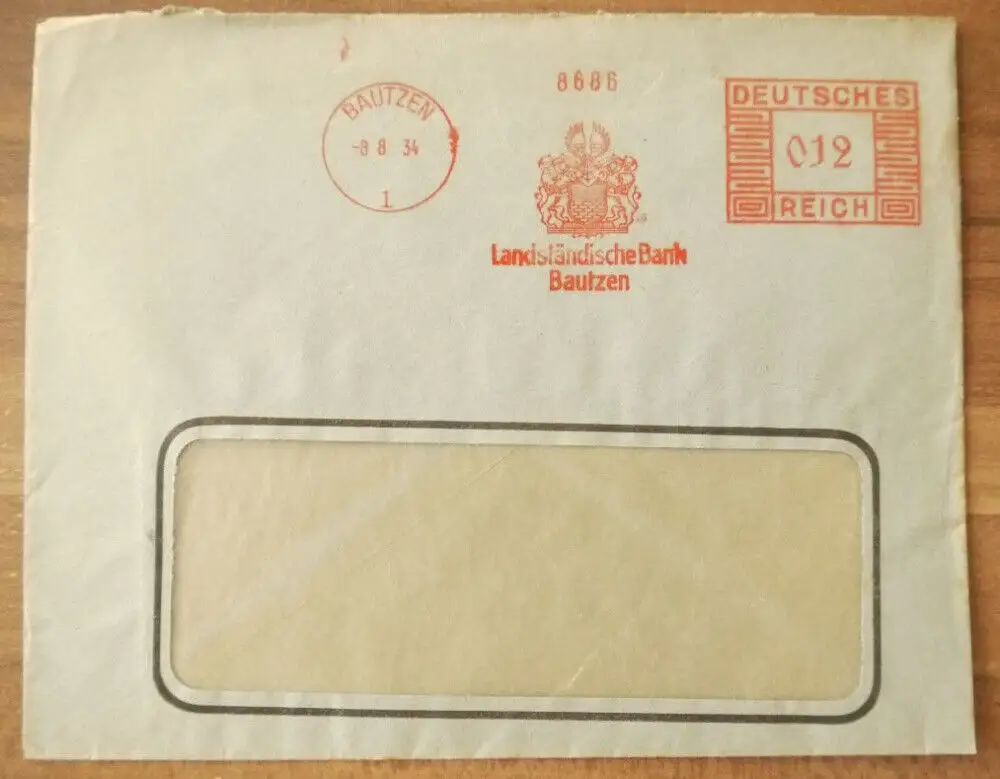 BAUTZEN
-8 8 34
1
8686
Landständische Bank
Bautzen
DEUTSCHES
012
REICH